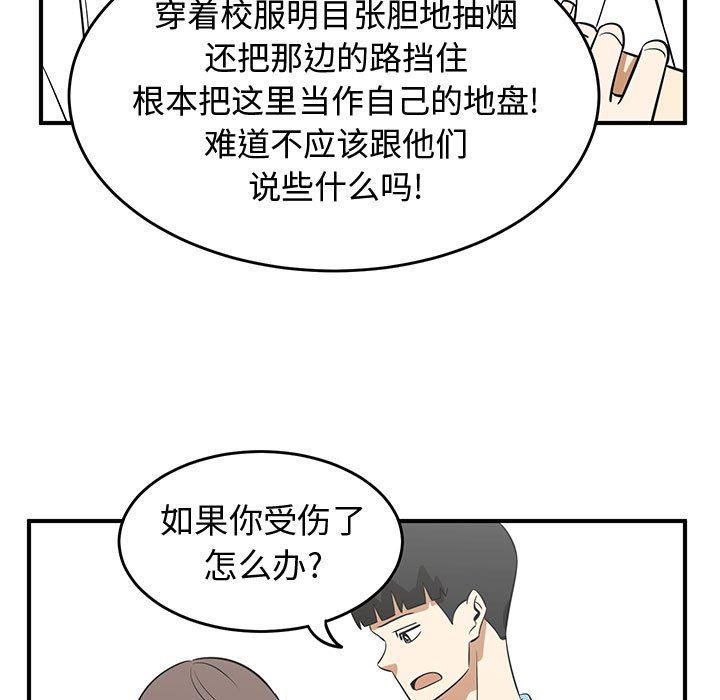 穿着校服明目张胆地抽烟
还把那边的路挡住
根本把这里当作自己的地盘!
难道不应该跟他们
说些什么吗!
如果你受伤了
怎么办?